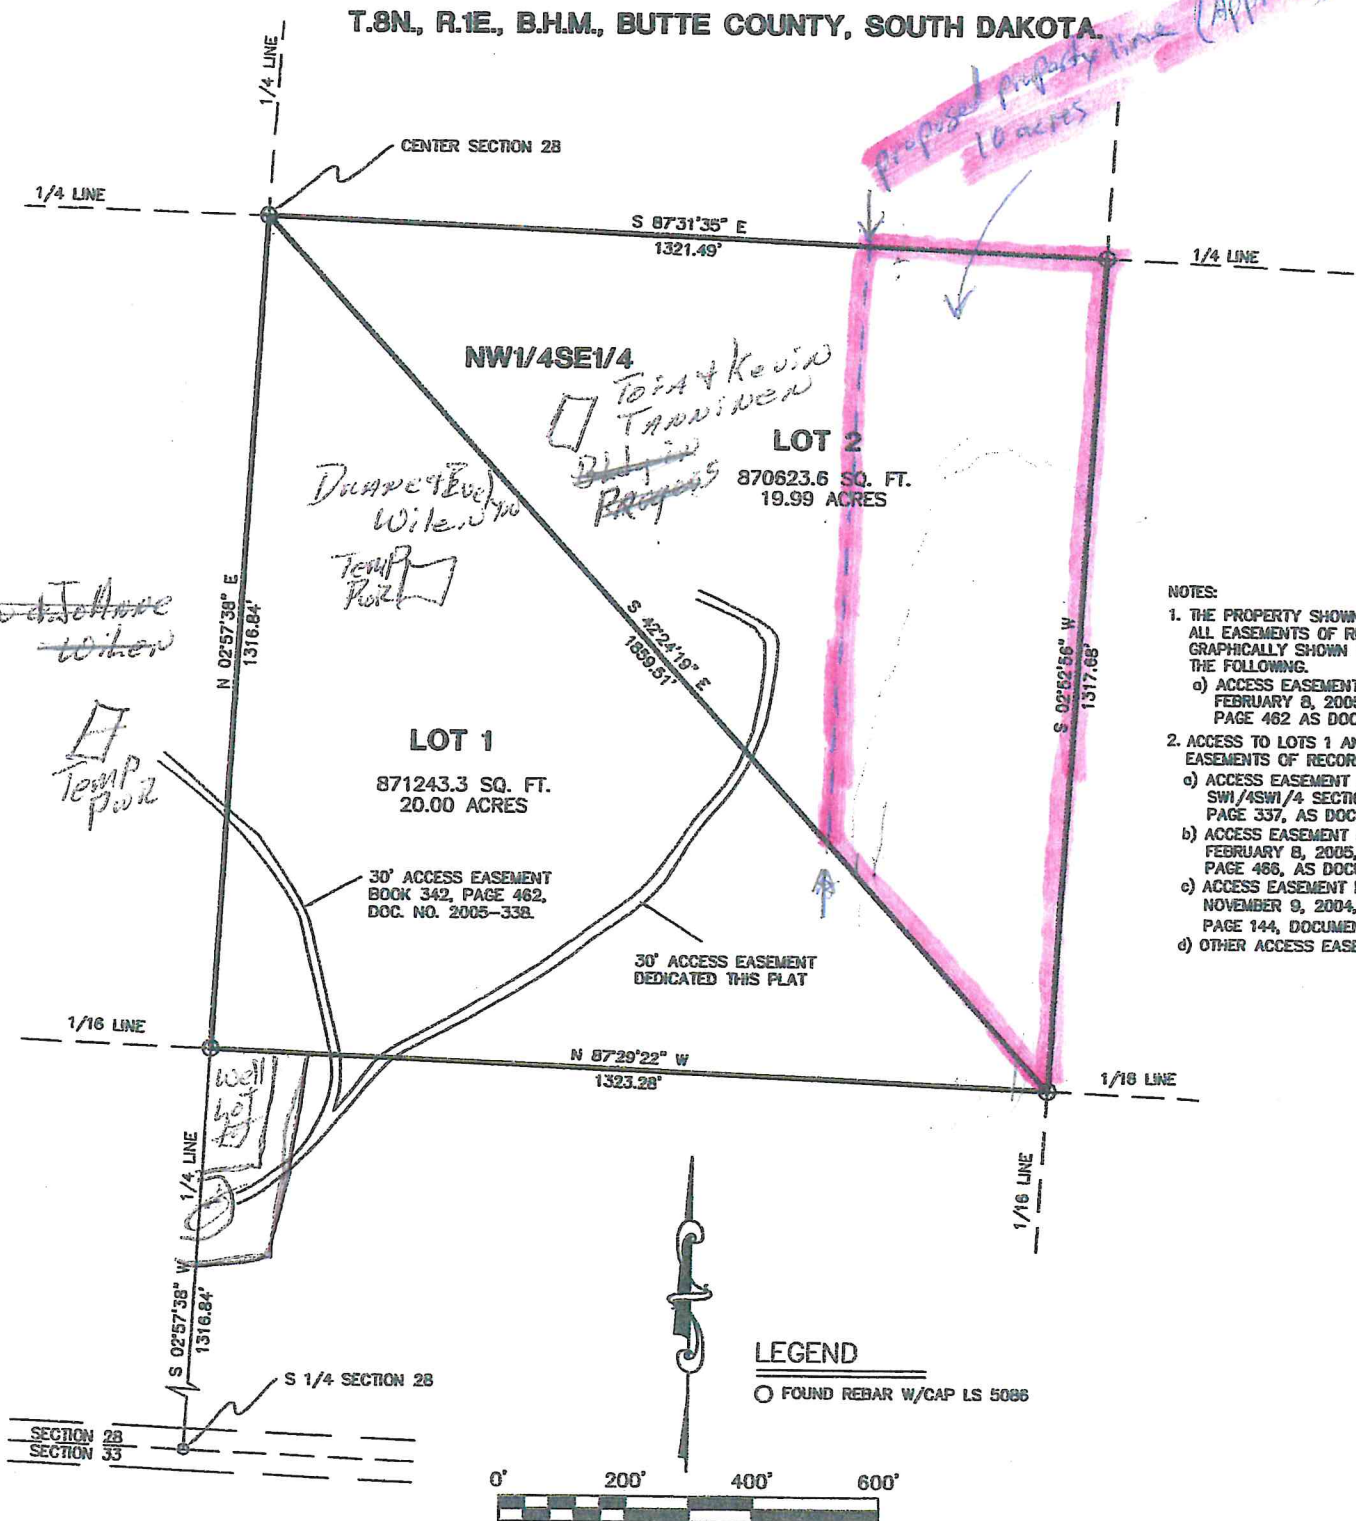 T.8N., R.1E., B.H.M., BUTTE COUNTY, SOUTH DAKOTA.
proposed property line (App
10 acres
1/4 LINE
CENTER SECTION 28
1/4 LINE
S 87°31'35" E
1321.49'
1/4 LINE
NW1/4SE1/4
Kevin
TANNINEN
Bldg in
LOT 2
870623.6 SQ. FT.
19.99 ACRES
Wilen
Temp
JoAnne
Wilen
N 02°57'38" E
1316.84'
Temp
S 42°24'19" E
1859.51'
S 02°52'56" W
1317.68'
LOT 1
871243.3 SQ. FT.
20.00 ACRES
30' ACCESS EASEMENT
BOOK 342, PAGE 462,
DOC. NO. 2005-338.
30' ACCESS EASEMENT
DEDICATED THIS PLAT
NOTES:
1. THE PROPERTY SHOWN
ALL EASEMENTS OF R
GRAPHICALLY SHOWN
THE FOLLOWING.
a) ACCESS EASEMENT
FEBRUARY 8, 2005
PAGE 462 AS DOC
2. ACCESS TO LOTS 1 AN
EASEMENTS OF RECOR
a) ACCESS EASEMENT
SW1/4SW1/4 SECTIO
PAGE 337, AS DOC
b) ACCESS EASEMENT
FEBRUARY 8, 2005,
PAGE 466, AS DOCU
c) ACCESS EASEMENT
NOVEMBER 9, 2004,
PAGE 144, DOCUMEN
d) OTHER ACCESS EASE
1/16 LINE
N 87°29'22" W
1323.28'
1/16 LINE
Well
Lot
1/4 LINE
1/16 LINE
S 02°57'38" W
1316.84'
S 1/4 SECTION 28
SECTION 28
SECTION 33
LEGEND
FOUND REBAR W/CAP LS 5086
0' 200' 400' 600'